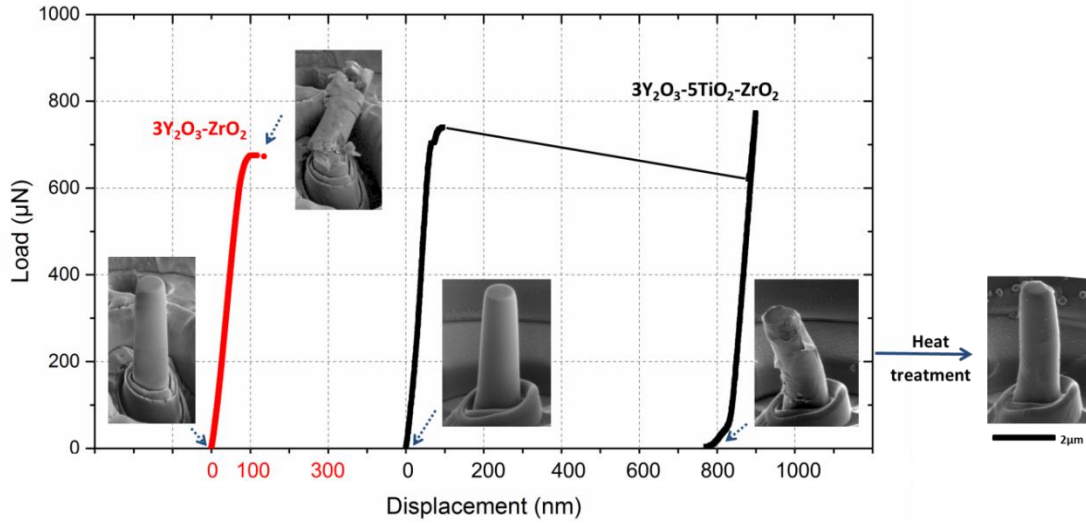 1000
800
600
400
200
0
Load (µN)
3Y₂O₃-ZrO₂
3Y₂O₃-5TiO₂-ZrO₂
Heat
treatment
2µm
0 100 300 0 200 400 600 800 1000
Displacement (nm)